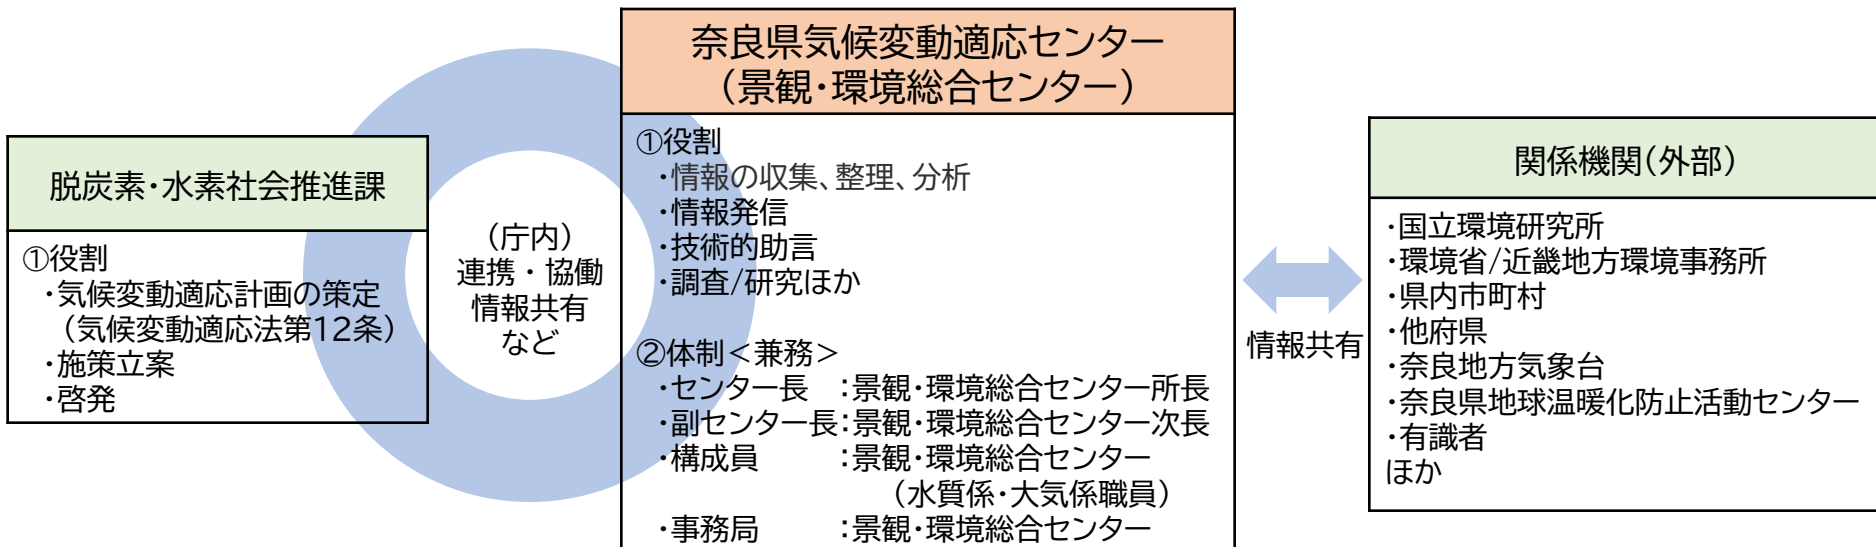 脱炭素・水素社会推進課
①役割
・気候変動適応計画の策定
（気候変動適応法第12条）
・施策立案
・啓発
（庁内）
連携・協働
情報共有
など
奈良県気候変動適応センター
（景観・環境総合センター）
①役割
・情報の収集、整理、分析
・情報発信
・技術的助言
・調査/研究ほか
②体制＜兼務＞
・センター長　：景観・環境総合センター所長
・副センター長：景観・環境総合センター次長
・構成員　　　：景観・環境総合センター
（水質係・大気係職員）
・事務局　　　：景観・環境総合センター
情報共有
関係機関（外部）
・国立環境研究所
・環境省/近畿地方環境事務所
・県内市町村
・他府県
・奈良地方気象台
・奈良県地球温暖化防止活動センター
・有識者
ほか